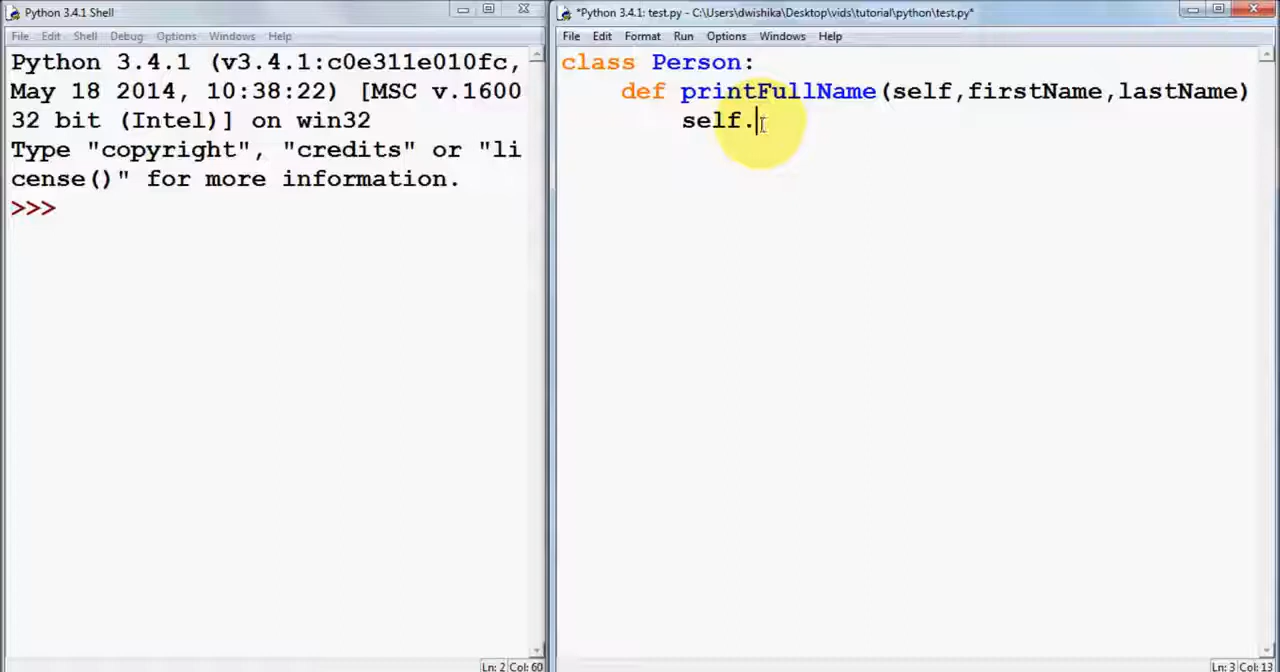 Python 3.4.1 Shell
File Edit Shell Debug Options Windows Help
Python 3.4.1 (v3.4.1:c0e311e010fc,
May 18 2014, 10:38:22) [MSC v.1600
32 bit (Intel)] on win32
Type "copyright", "credits" or "li
cense()" for more information.
>>>
Ln: 2 Col: 60
*Python 3.4.1: test.py - C:\Users\dwishika\Desktop\vids\tutorial\python\test.py*
File Edit Format Run Options Windows Help
class Person:
def printFullName(self,firstName,lastName)
self.
Ln: 3 Col: 13